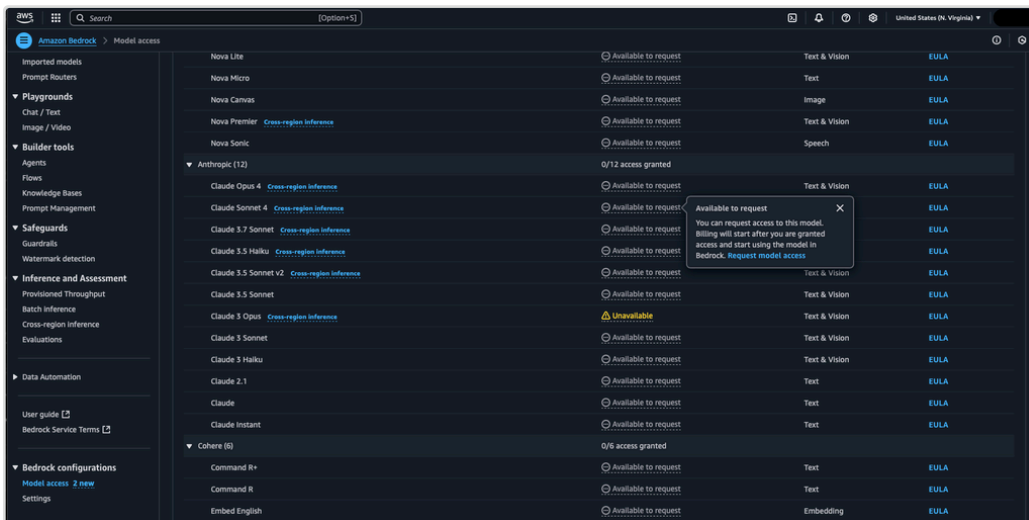 aws Search [Option+S] United States (N. Virginia)
Amazon Bedrock > Model access
Imported models
Prompt Routers
Playgrounds
Chat / Text
Image / Video
Builder tools
Agents
Flows
Knowledge Bases
Prompt Management
Safeguards
Guardrails
Watermark detection
Inference and Assessment
Provisioned Throughput
Batch inference
Cross-region inference
Evaluations
Data Automation
User guide
Bedrock Service Terms
Bedrock configurations
Model access 2 new
Settings
Nova Lite Available to request Text & Vision EULA
Nova Micro Available to request Text EULA
Nova Canvas Available to request Image EULA
Nova Premier Cross-region inference Available to request Text & Vision EULA
Nova Sonic Available to request Speech EULA
Anthropic (12) 0/12 access granted
Claude Opus 4 Cross-region inference Available to request Text & Vision EULA
Claude Sonnet 4 Cross-region inference Available to request EULA
Claude 3.7 Sonnet Cross-region inference Available to request EULA
Claude 3.5 Haiku Cross-region inference Available to request EULA
Claude 3.5 Sonnet v2 Cross-region inference Available to request Text & Vision EULA
Claude 3.5 Sonnet Available to request Text & Vision EULA
Claude 3 Opus Cross-region inference Unavailable Text & Vision EULA
Claude 3 Sonnet Available to request Text & Vision EULA
Claude 3 Haiku Available to request Text & Vision EULA
Claude 2.1 Available to request Text EULA
Claude Available to request Text EULA
Claude Instant Available to request Text EULA
Cohere (6) 0/6 access granted
Command R+ Available to request Text EULA
Command R Available to request Text EULA
Embed English Available to request Embedding EULA
Available to request
You can request access to this model.
Billing will start after you are granted
access and start using the model in
Bedrock. Request model access